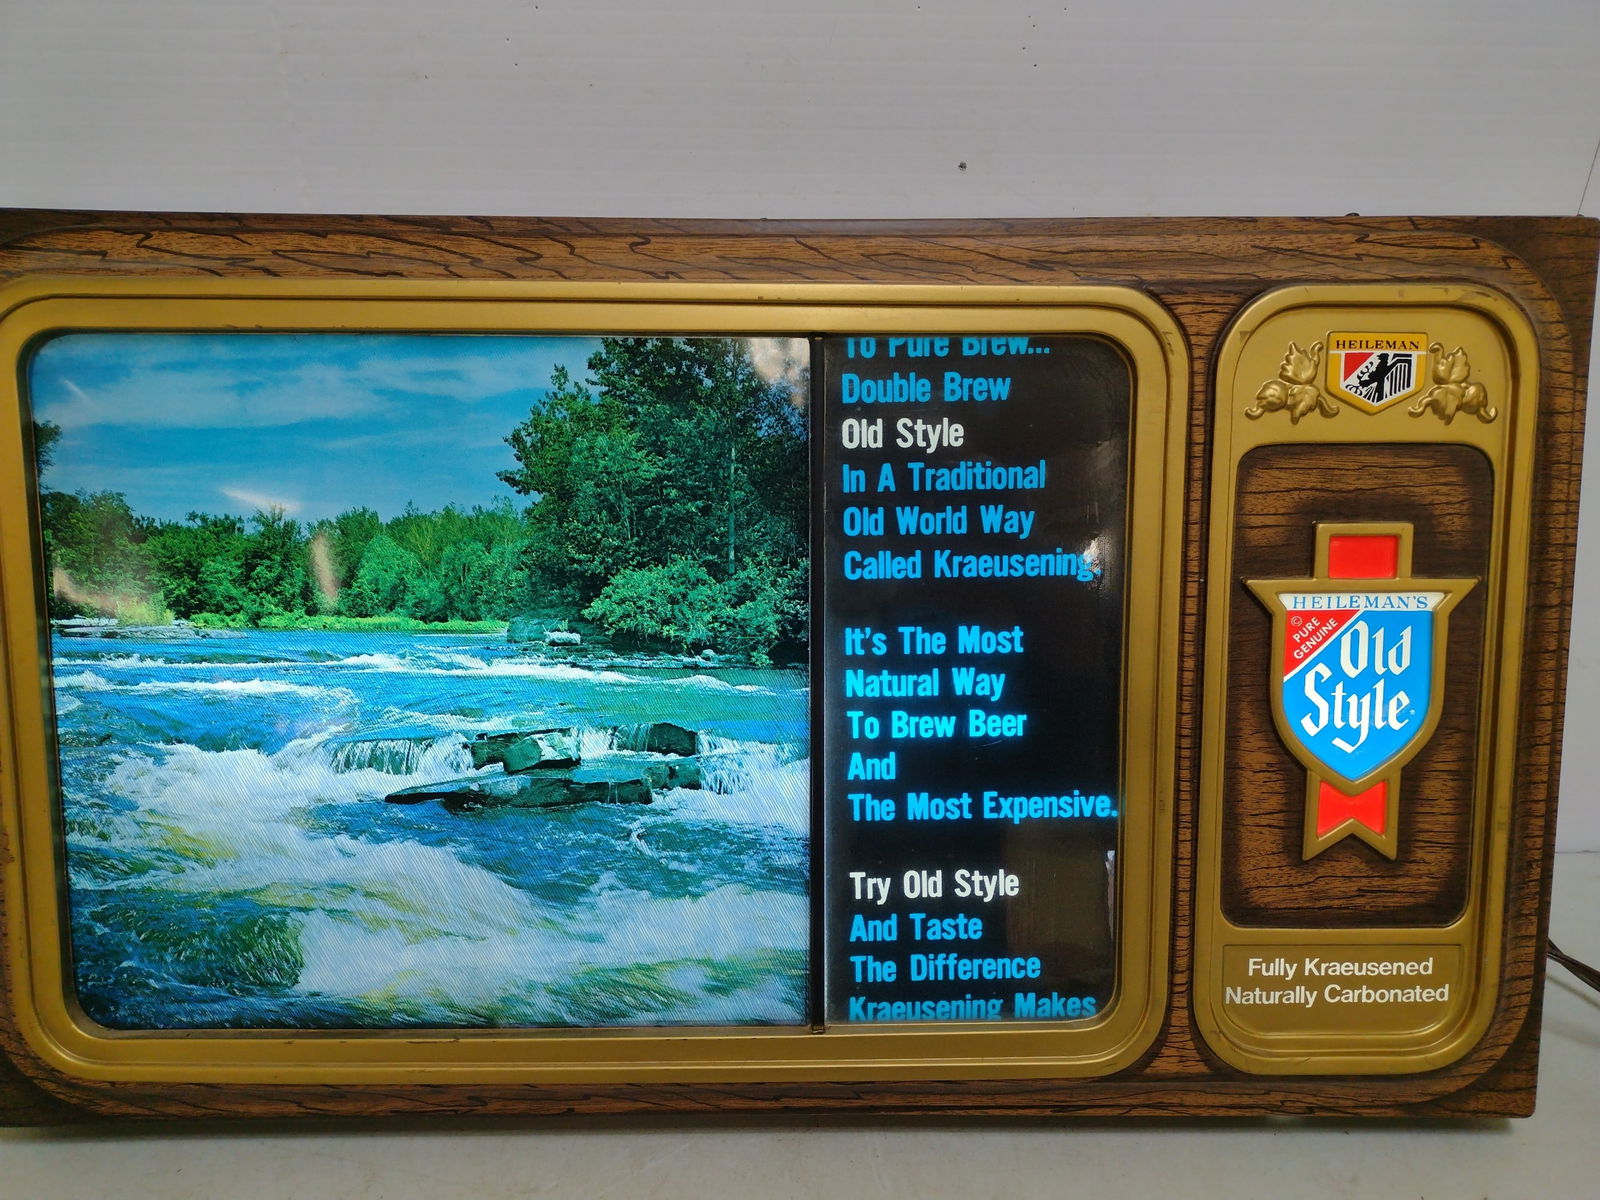 To Pure Brew...
Double Brew
Old Style
In A Traditional
Old World Way
Called Kraeusening.
It's The Most
Natural Way
To Brew Beer
And
The Most Expensive.
Try Old Style
And Taste
The Difference
Kraeusening Makes
HEILEMAN
HEILEMAN'S
© PURE
GENUINE
Old
Style
Fully Kraeusened
Naturally Carbonated